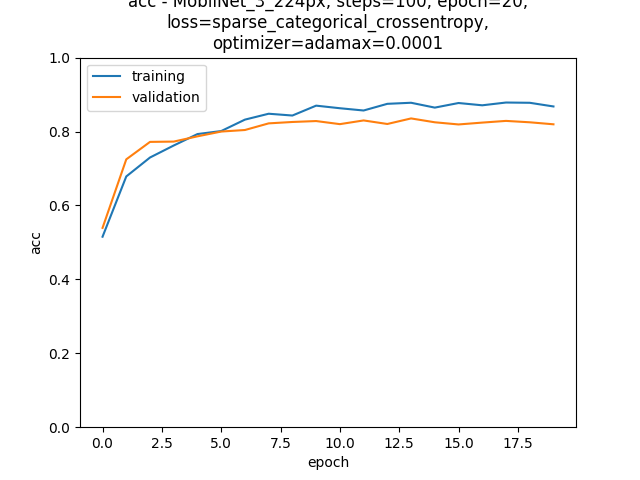 acc - MobilNet_3_224px, steps=100, epoch=20,
loss=sparse_categorical_crossentropy,
optimizer=adamax=0.0001
1.0
training
validation
0.8
0.6
acc
0.4
0.2
0.0
0.0 2.5 5.0 7.5 10.0 12.5 15.0 17.5
epoch